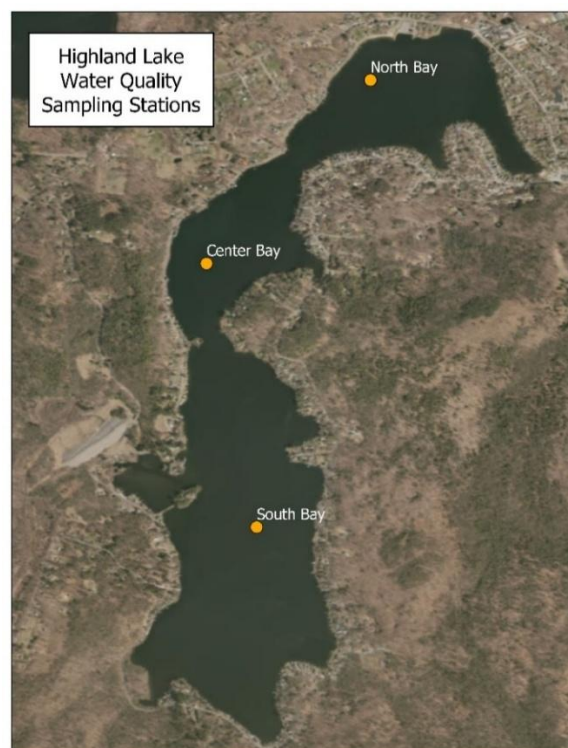 Highland Lake
Water Quality
Sampling Stations
North Bay
Center Bay
South Bay